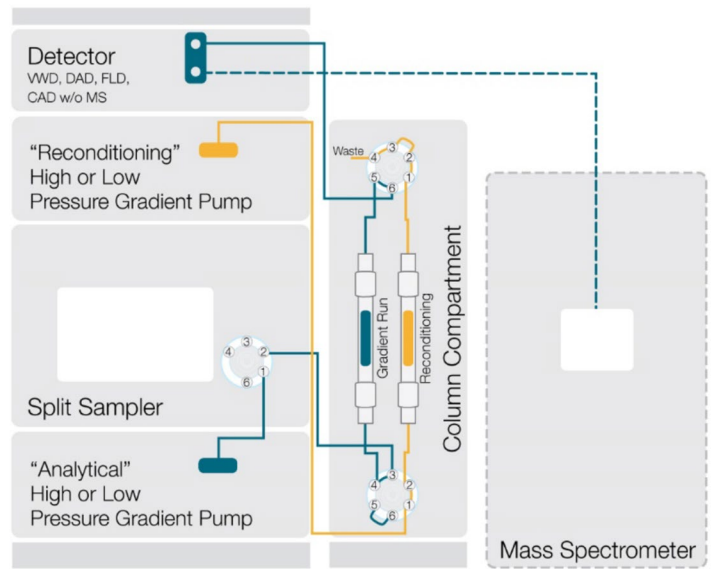 Detector
VWD, DAD, FLD,
CAD w/o MS
"Reconditioning"
High or Low
Pressure Gradient Pump
Waste
3
4
2
5
1
6
Gradient Run
Reconditioning
Column Compartment
3
4
2
1
6
Split Sampler
"Analytical"
High or Low
Pressure Gradient Pump
3
4
2
5
1
6
Mass Spectrometer